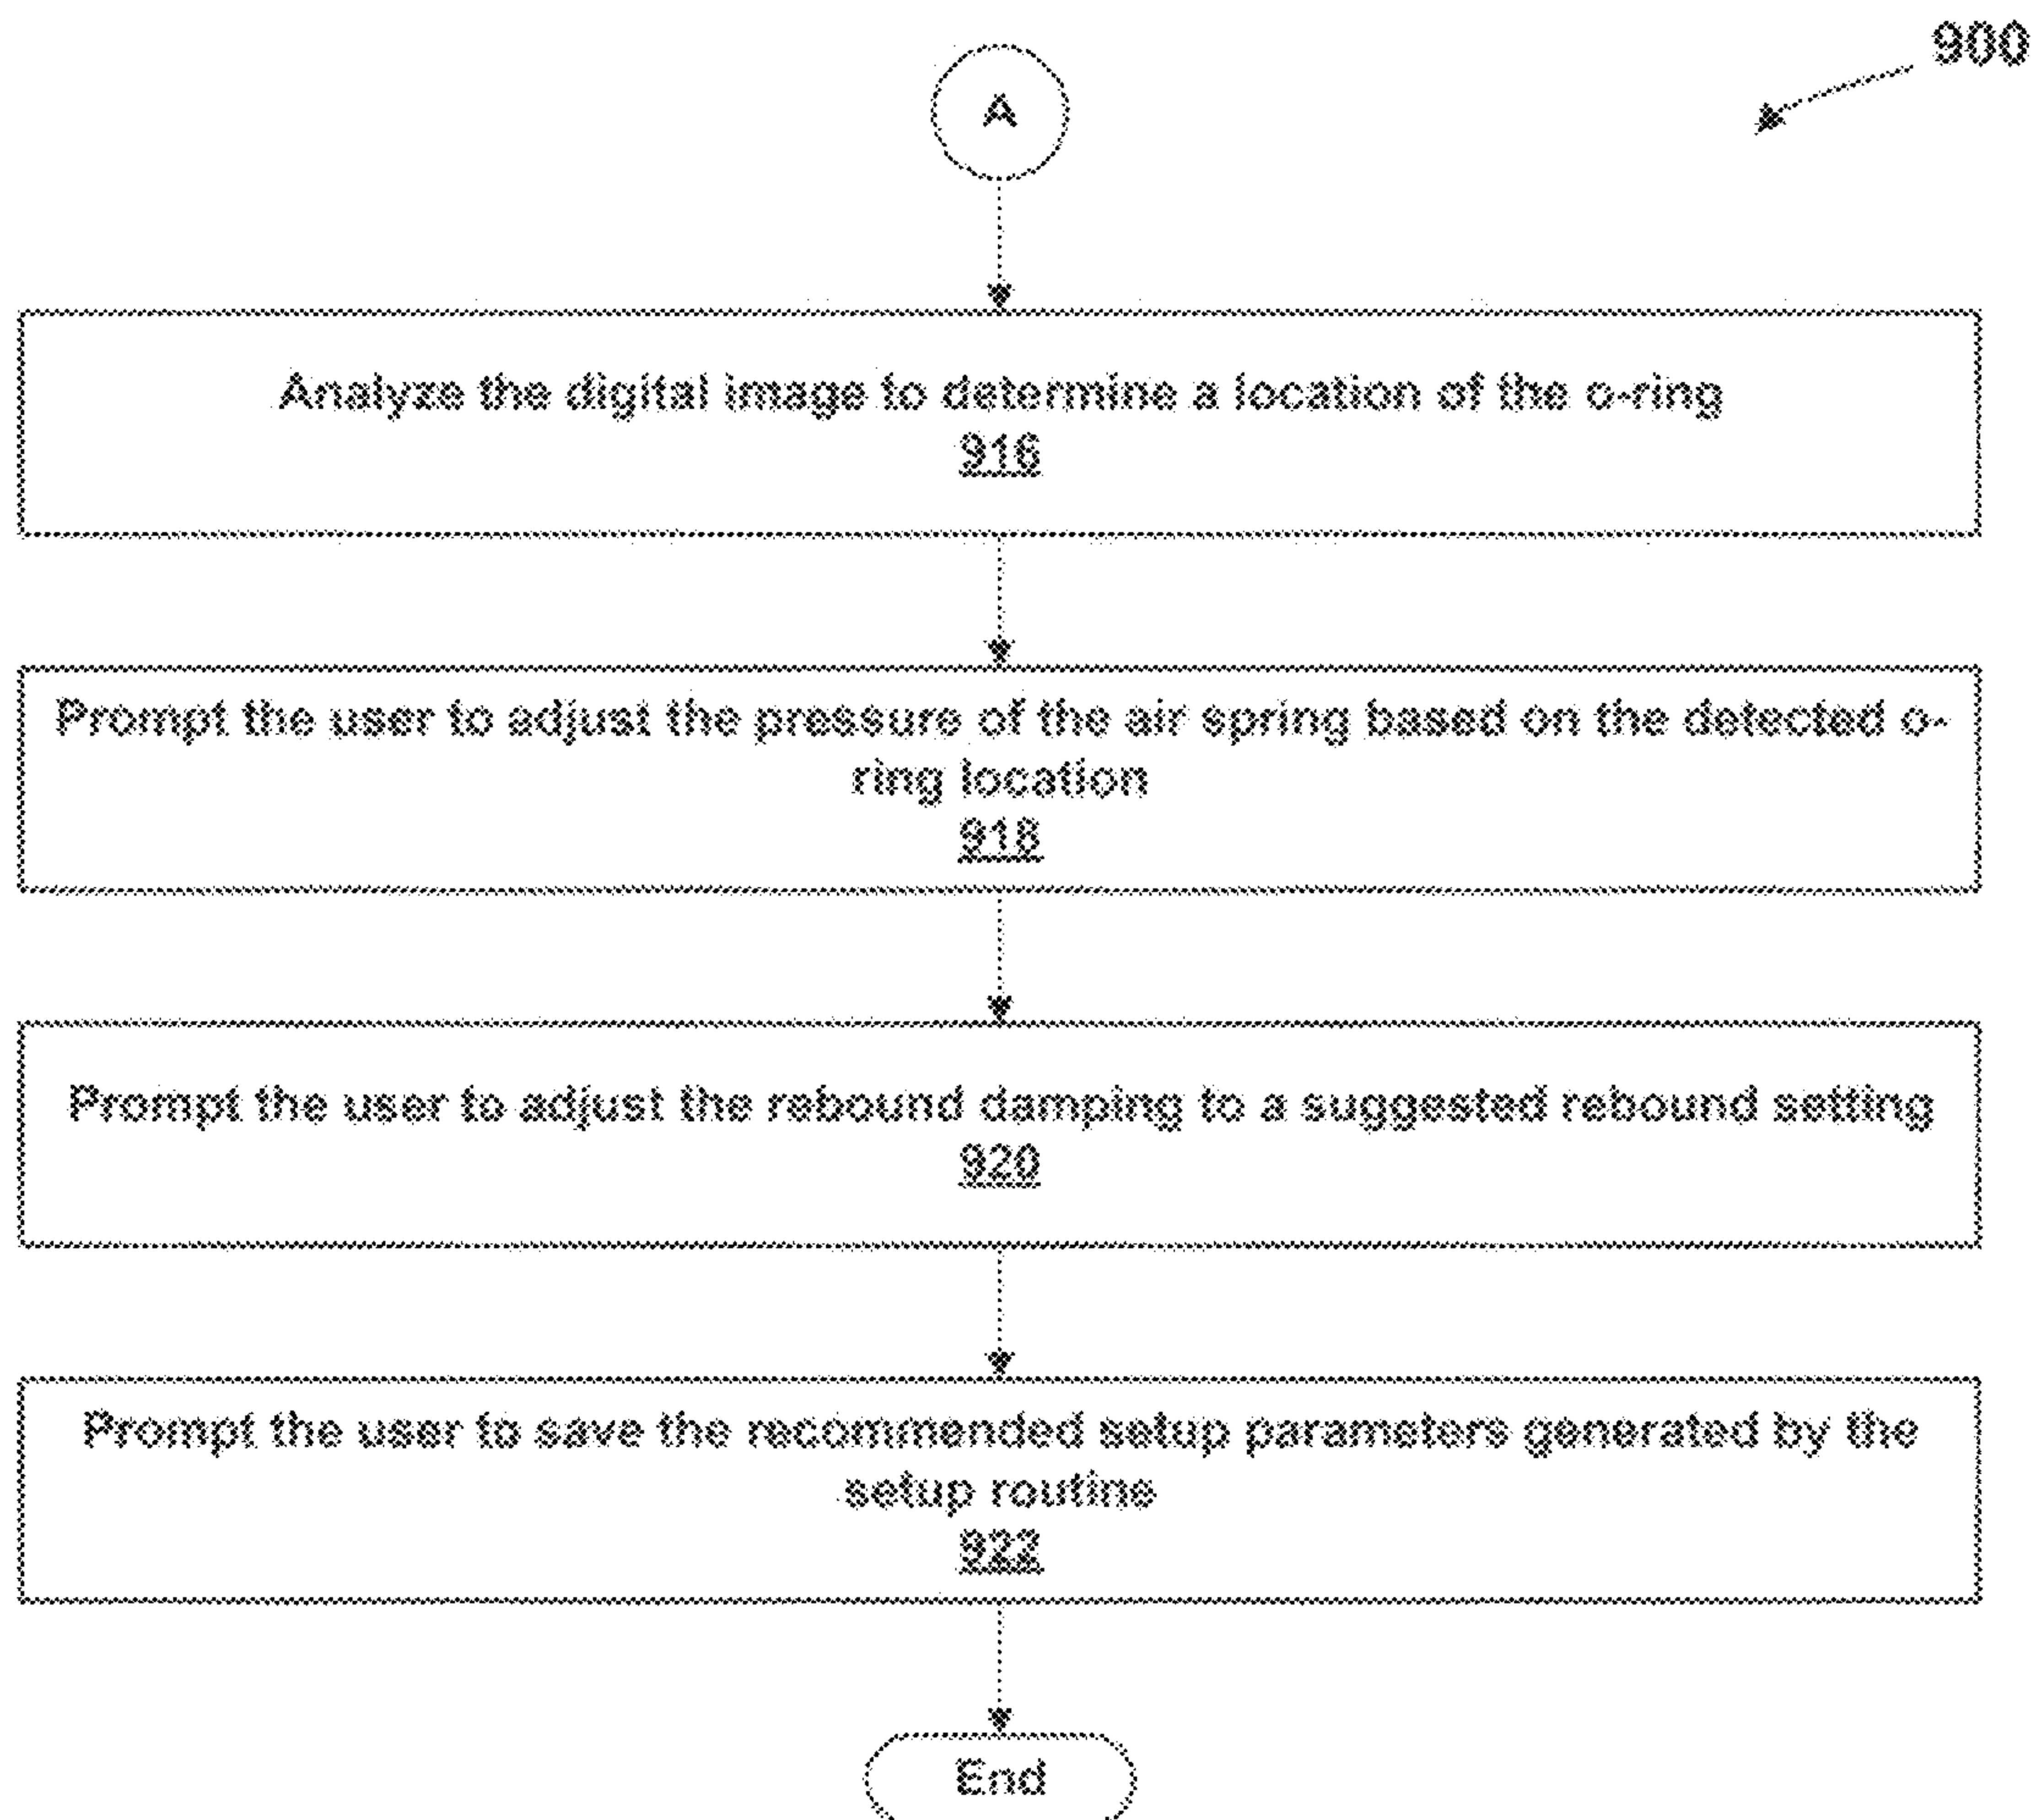 900
A
Analyze the digital image to determine a location of the o-ring
916
Prompt the user to adjust the pressure of the air spring based on the detected o-
ring location
918
Prompt the user to adjust the rebound damping to a suggested rebound setting
920
Prompt the user to save the recommended setup parameters generated by the
setup routine
922
End